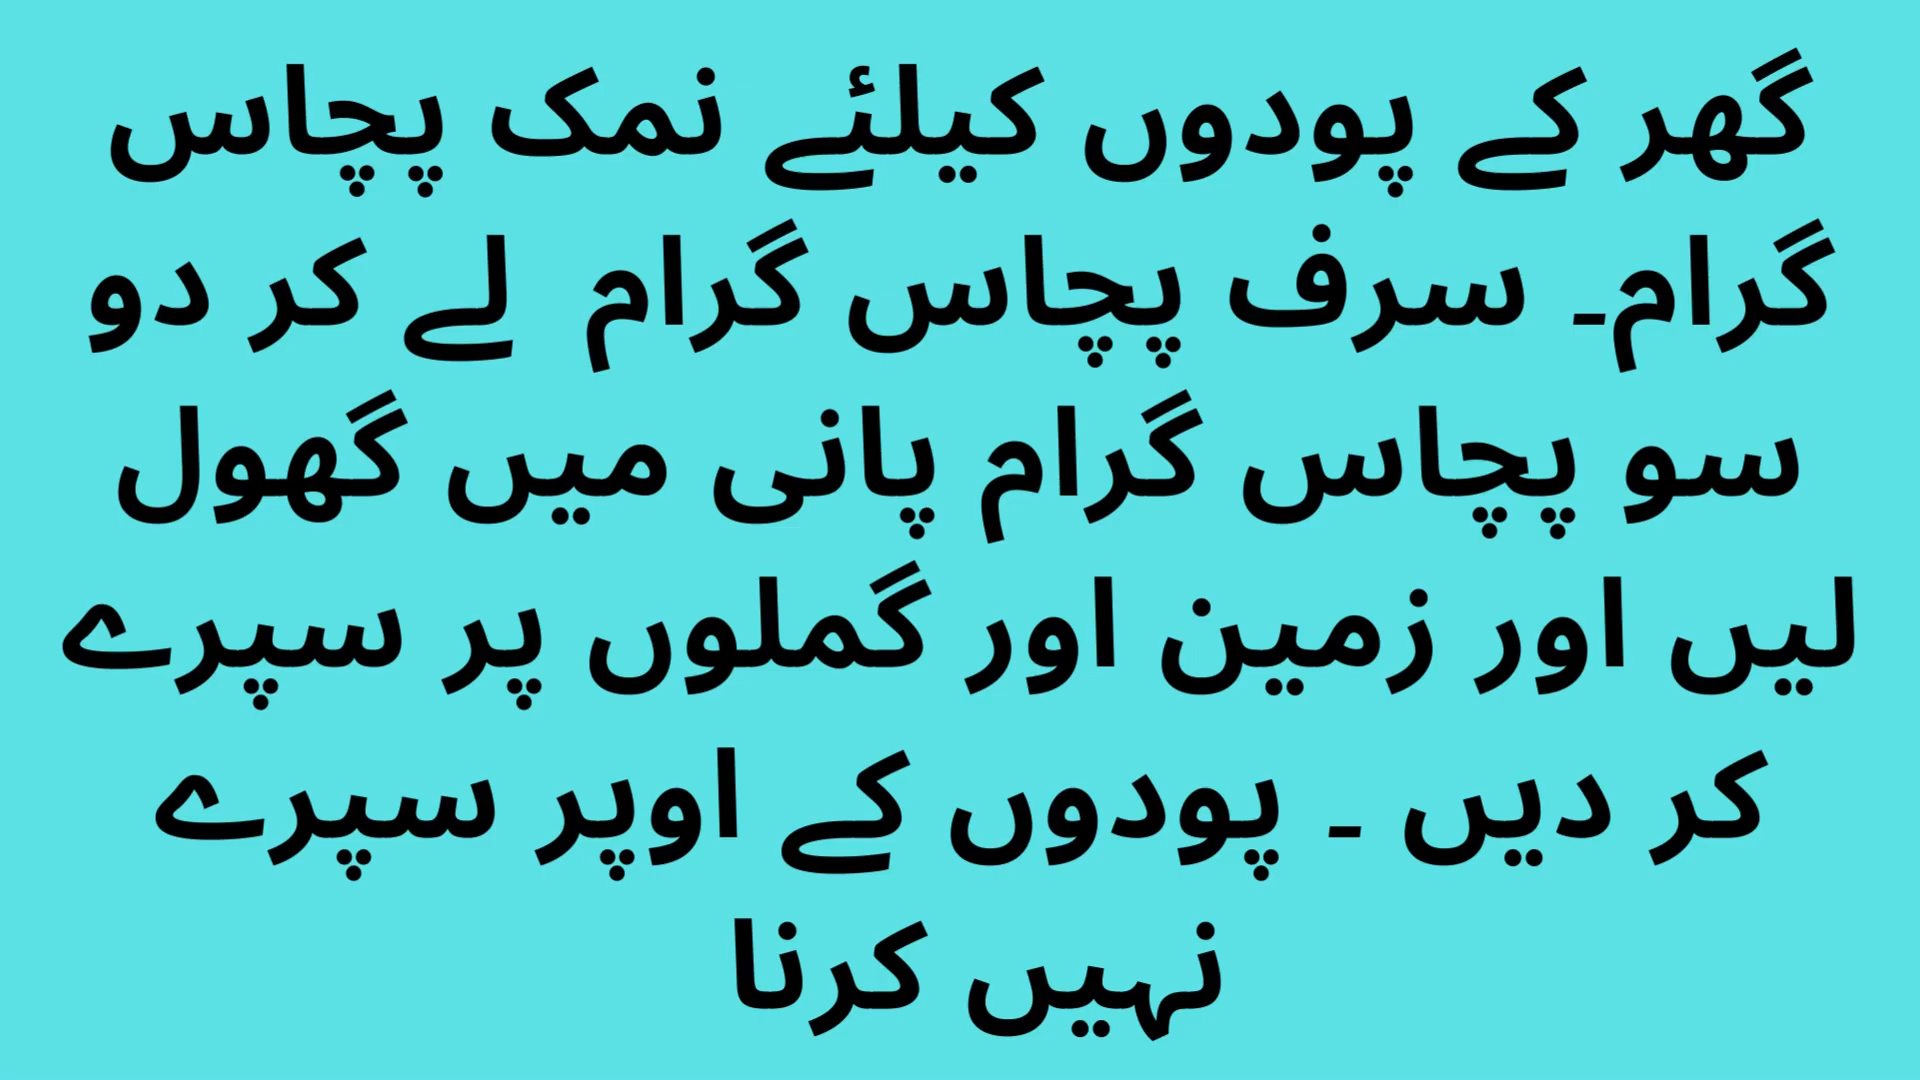 گھر کے پودوں کیلئے نمک پچاس
گرام۔ سرف پچاس گرام لے کر دو
سو پچاس گرام پانی میں گھول
لیں اور زمین اور گملوں پر سپرے
کر دیں ۔ پودوں کے اوپر سپرے
نہیں کرنا